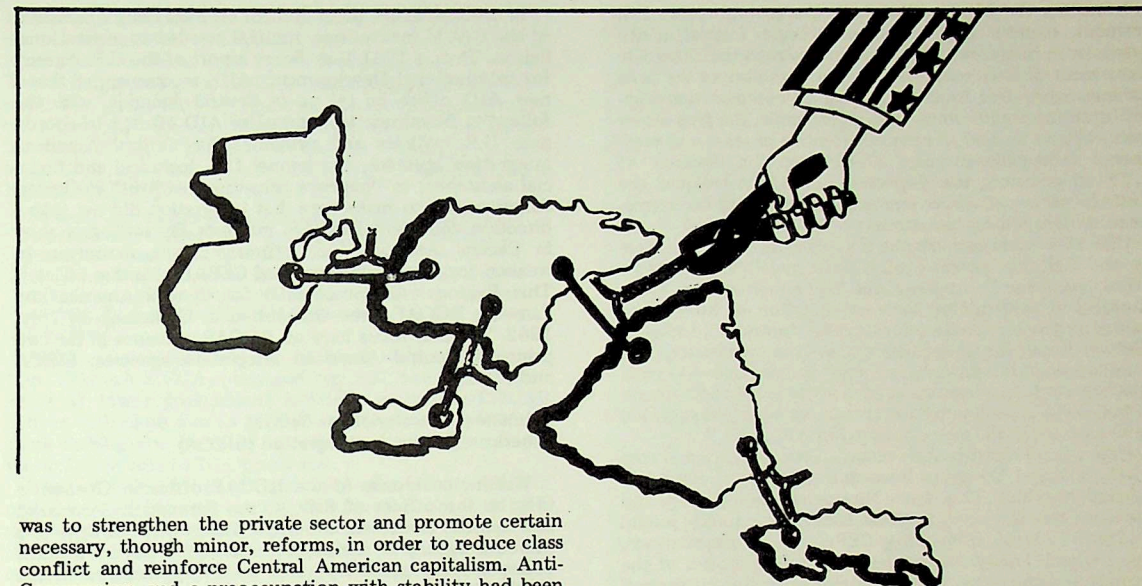 was to strengthen the private sector and promote certain
necessary, though minor, reforms, in order to reduce class
conflict and reinforce Central American capitalism. Anti-